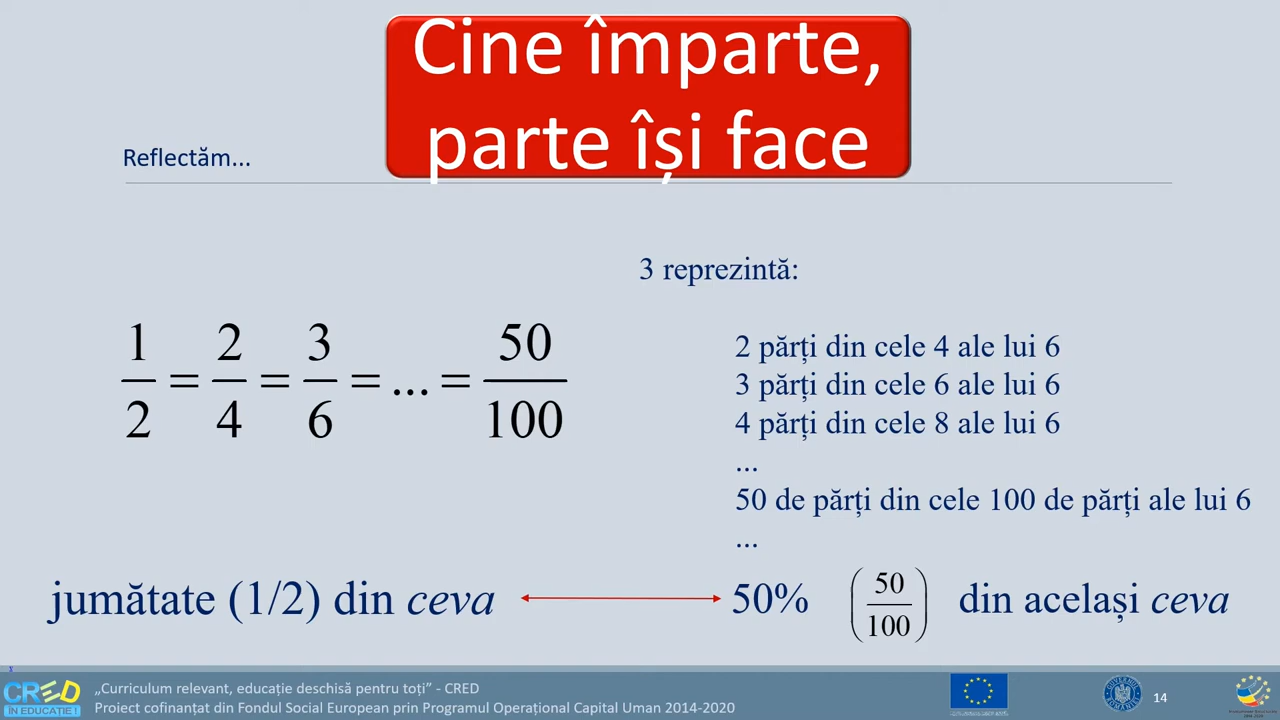 Cine împarte,
parte își face
Reflectăm...
3 reprezintă:
1/2 = 2/4 = 3/6 = ... = 50/100
2 părți din cele 4 ale lui 6
3 părți din cele 6 ale lui 6
4 părți din cele 8 ale lui 6
...
50 de părți din cele 100 de părți ale lui 6
...
jumătate (1/2) din ceva ⟷ 50% (50/100) din același ceva
CRED
ÎN EDUCAȚIE !
„Curriculum relevant, educație deschisă pentru toți” - CRED
Proiect cofinanțat din Fondul Social European prin Programul Operațional Capital Uman 2014-2020
14